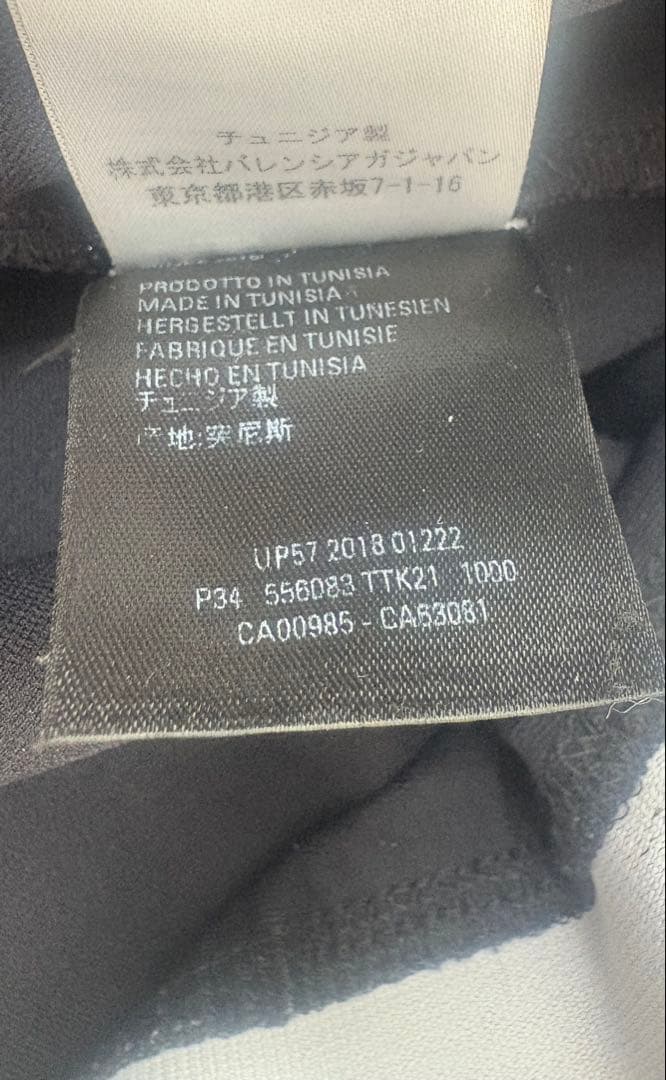 チュニジア製
株式会社バレンシアガジャパン
東京都港区赤坂7-1-16
PRODOTTO IN TUNISIA
MADE IN TUNISIA
HERGESTELLT IN TUNESIEN
FABRIQUE EN TUNISIE
HECHO EN TUNISIA
チュニジア製
产地:突尼斯
UP57 2018 01222
P34 556083 TTK21 1000
CA00985 - CA53081